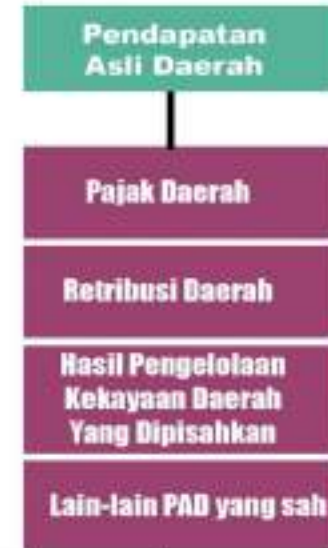 Pendapatan
Asli Daerah
Pajak Daerah
Retribusi Daerah
Hasil Pengelolaan
Kekayaan Daerah
Yang Dipisahkan
Lain-lain PAD yang sah